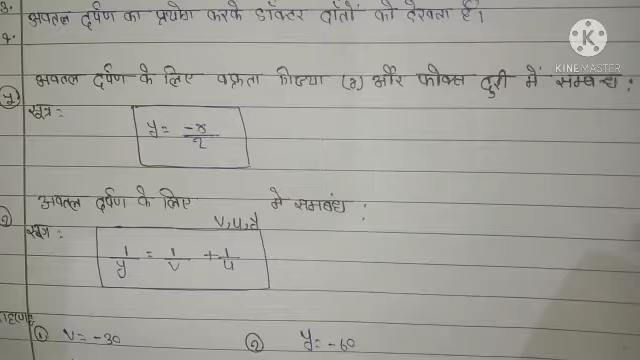 3. अवतल दर्पण का प्रयोग करके डॉक्टर दाँतों को देखता है।
KINEMASTER
अवतल दर्पण के लिए वक्रता त्रिज्या (r) और फोकस दुरी में सम्बन्ध :
सूत्र:
f = -r/2
अवतल दर्पण के लिए v, u, f में समबंध :
सूत्र:
1/f = 1/v + 1/u
① v = -30 ② f = -60